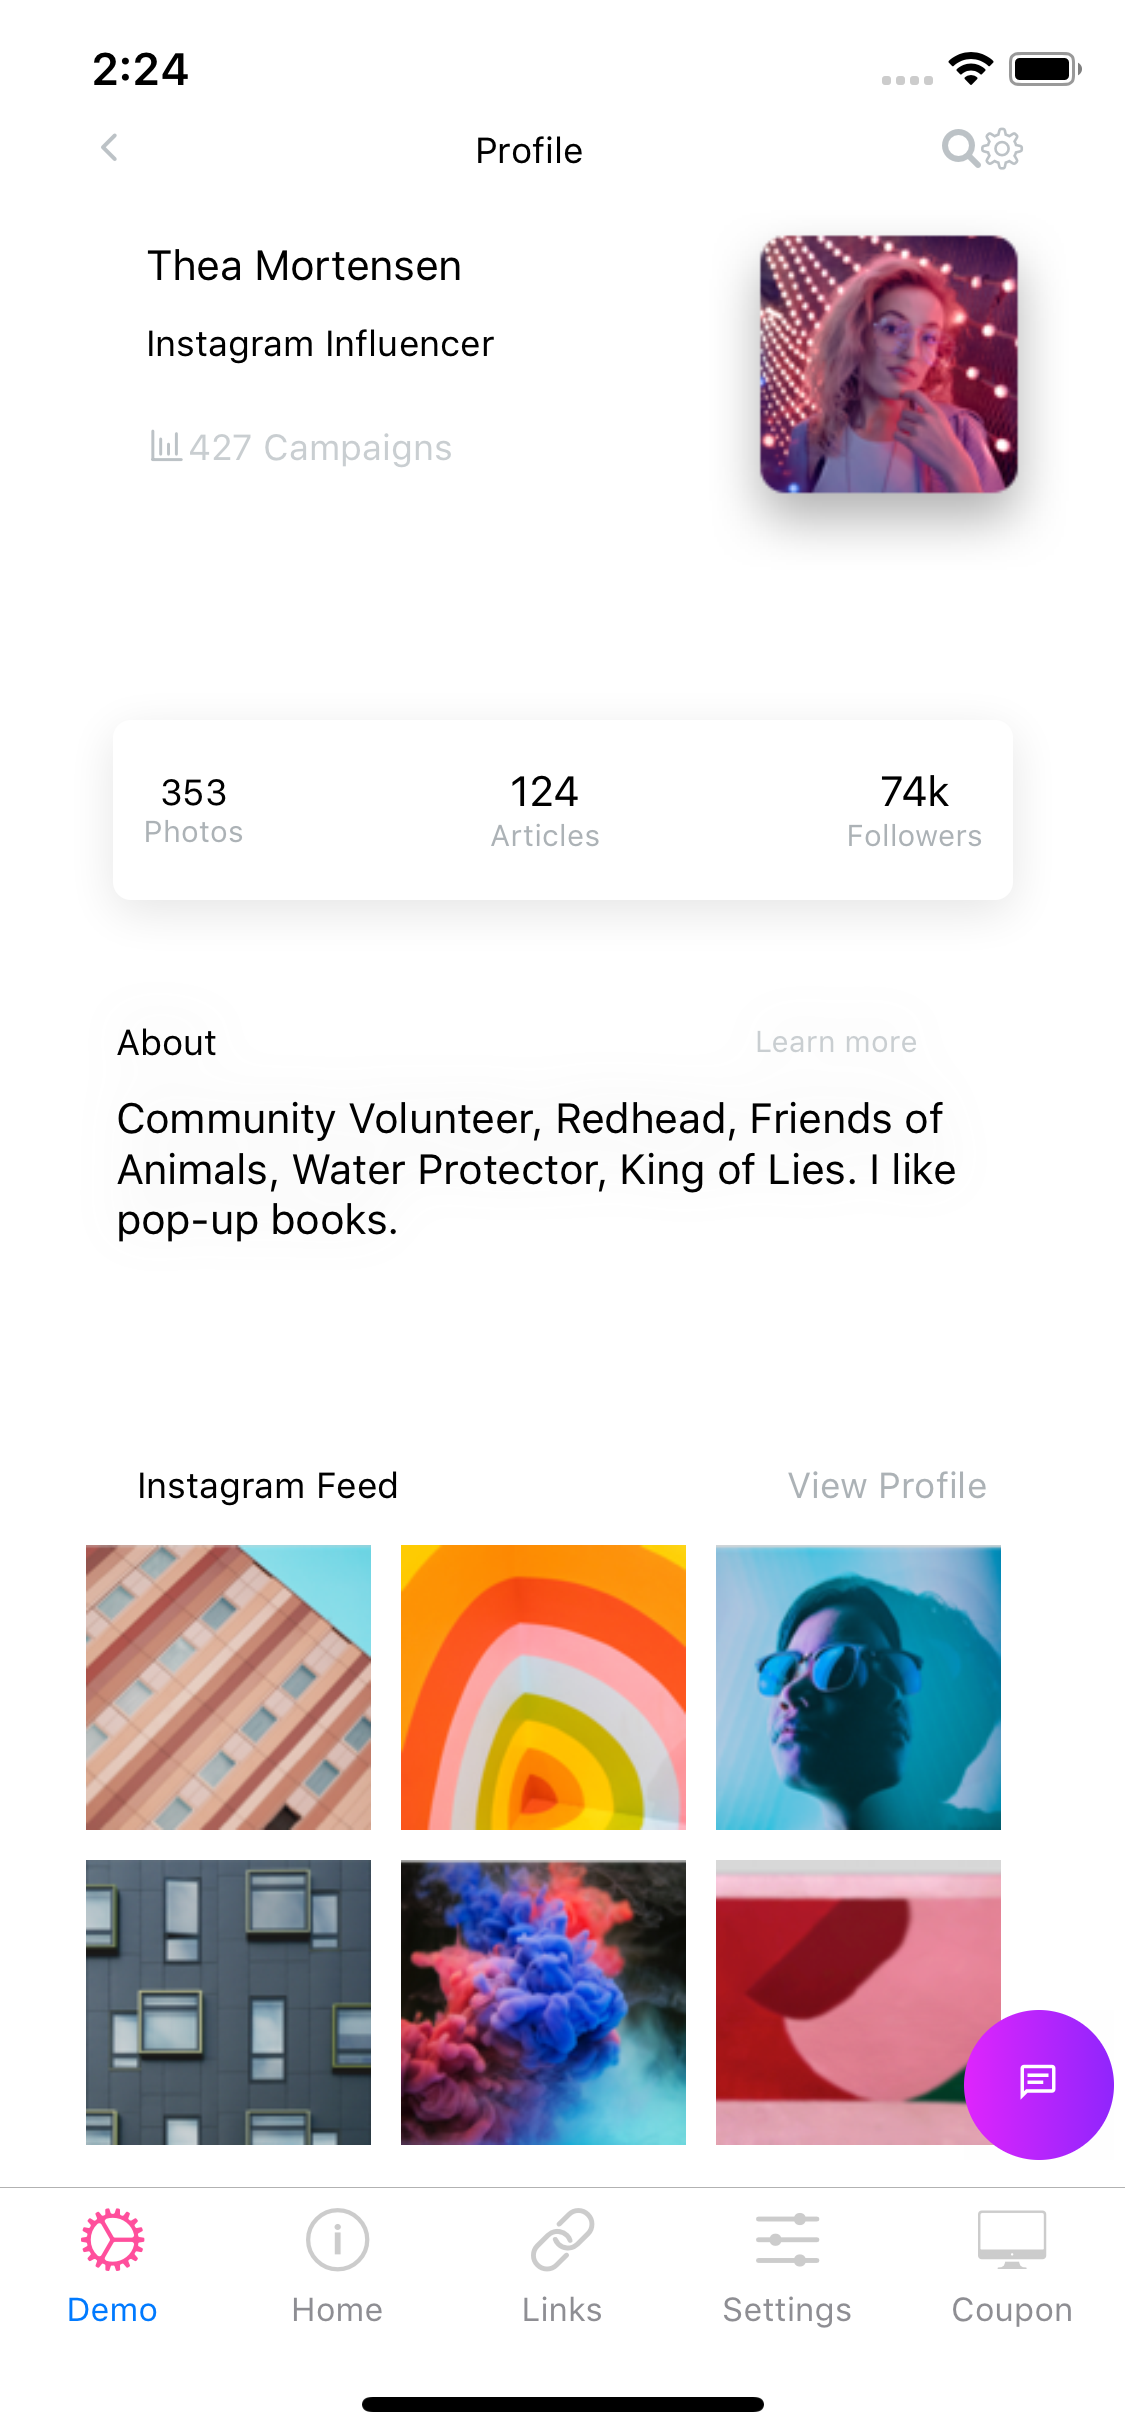 2:24
Profile
Thea Mortensen
Instagram Influencer
427 Campaigns
353
124
74k
Photos
Articles
Followers
About
Learn more
Community Volunteer, Redhead, Friends of
Animals, Water Protector, King of Lies. I like
pop-up books.
Instagram Feed
View Profile
Demo
Home
Links
Settings
Coupon